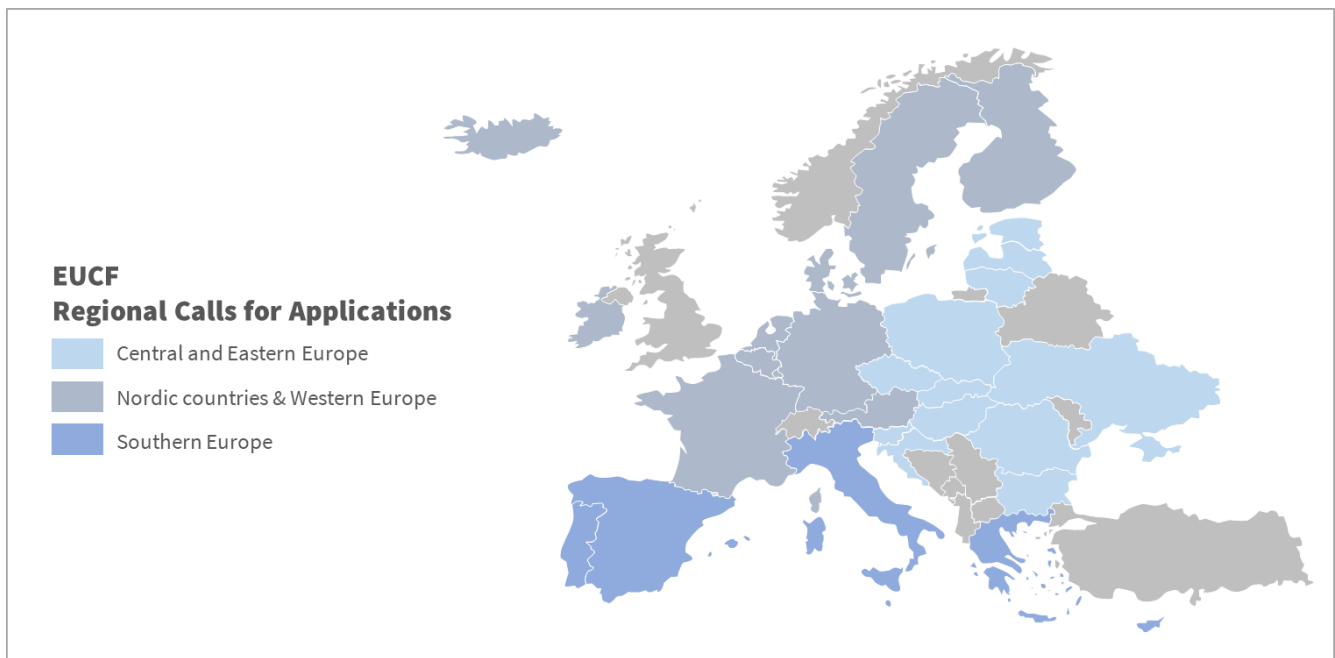 EUCF
Regional Calls for Applications
Central and Eastern Europe
Nordic countries & Western Europe
Southern Europe